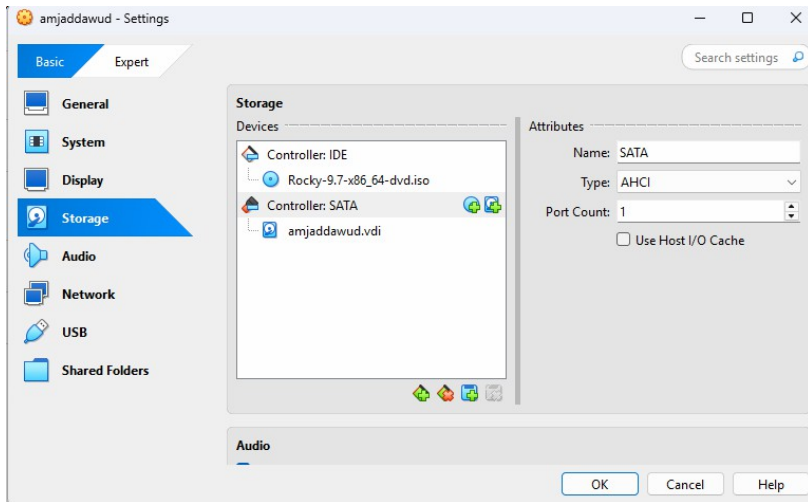 amjaddawud - Settings
Basic
Expert
Search settings
General
System
Display
Storage
Audio
Network
USB
Shared Folders
Storage
Devices
Controller: IDE
Rocky-9.7-x86_64-dvd.iso
Controller: SATA
amjaddawud.vdi
Attributes
Name: SATA
Type: AHCI
Port Count: 1
Use Host I/O Cache
Audio
OK
Cancel
Help